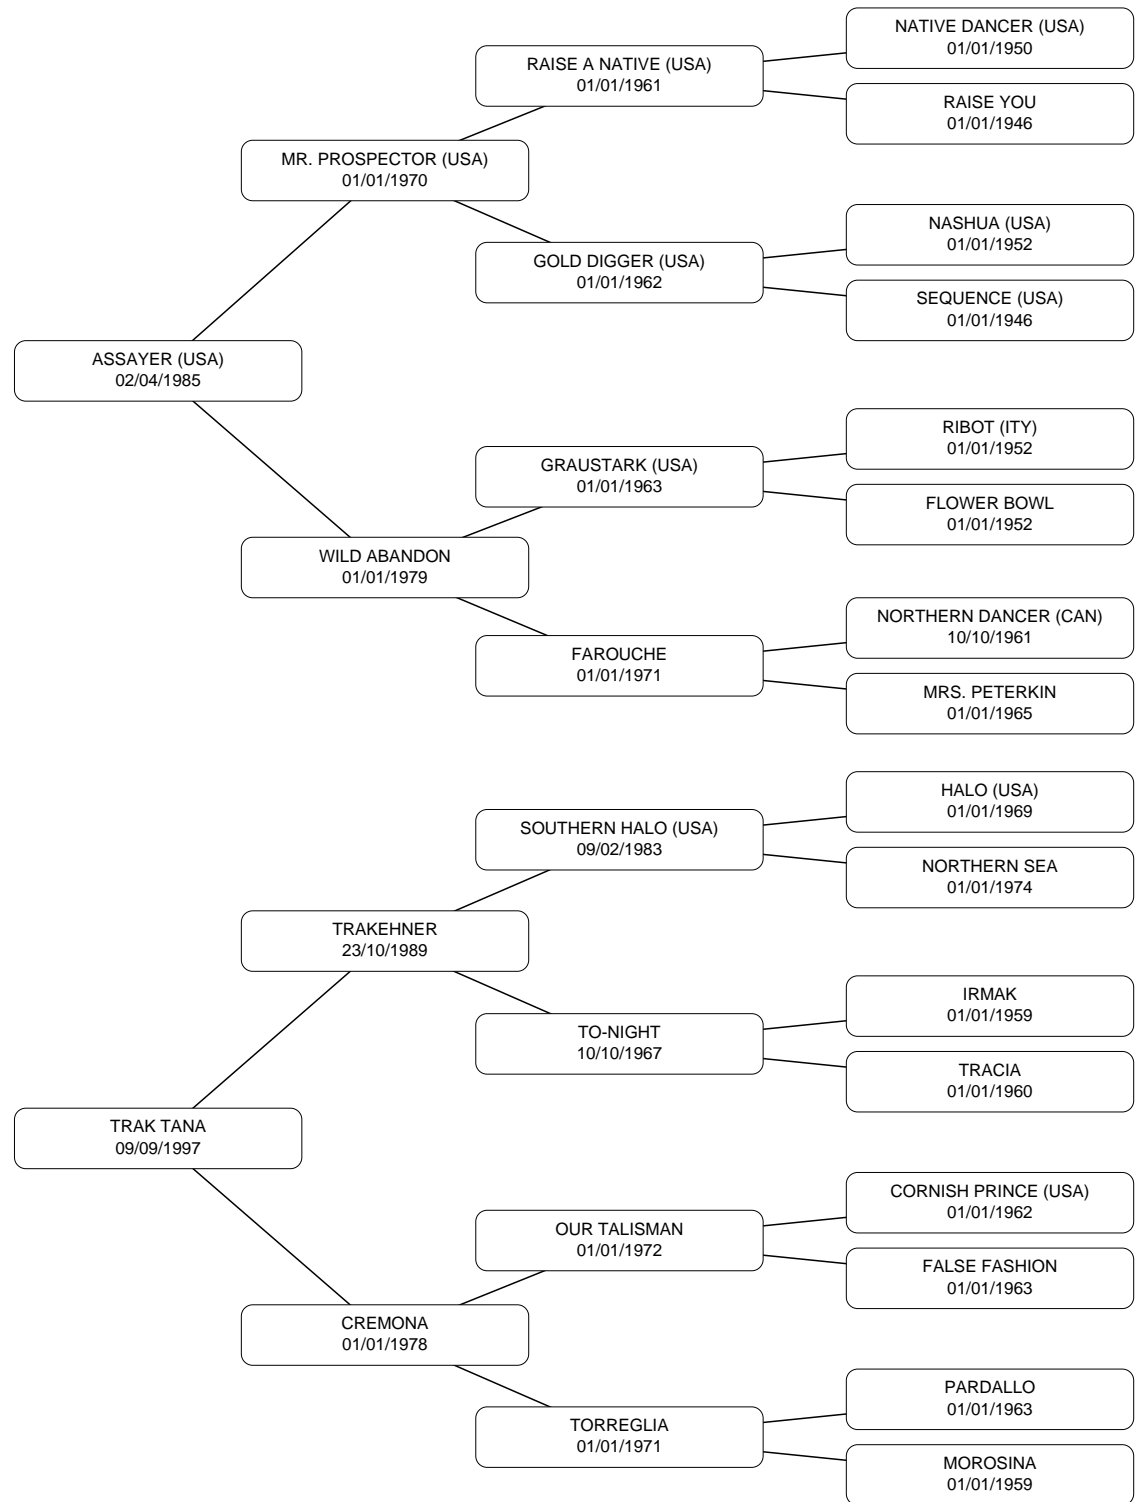 NATIVE DANCER (USA)
01/01/1950
RAISE A NATIVE (USA)
01/01/1961
RAISE YOU
01/01/1946
MR. PROSPECTOR (USA)
01/01/1970
NASHUA (USA)
01/01/1952
GOLD DIGGER (USA)
01/01/1962
SEQUENCE (USA)
01/01/1946
ASSAYER (USA)
02/04/1985
RIBOT (ITY)
01/01/1952
GRAUSTARK (USA)
01/01/1963
FLOWER BOWL
01/01/1952
WILD ABANDON
01/01/1979
NORTHERN DANCER (CAN)
10/10/1961
FAROUCHE
01/01/1971
MRS. PETERKIN
01/01/1965
HALO (USA)
01/01/1969
SOUTHERN HALO (USA)
09/02/1983
NORTHERN SEA
01/01/1974
TRAKEHNER
23/10/1989
IRMAK
01/01/1959
TO-NIGHT
10/10/1967
TRACIA
01/01/1960
TRAK TANA
09/09/1997
CORNISH PRINCE (USA)
01/01/1962
OUR TALISMAN
01/01/1972
FALSE FASHION
01/01/1963
CREMONA
01/01/1978
PARDALLO
01/01/1963
TORREGLIA
01/01/1971
MOROSINA
01/01/1959